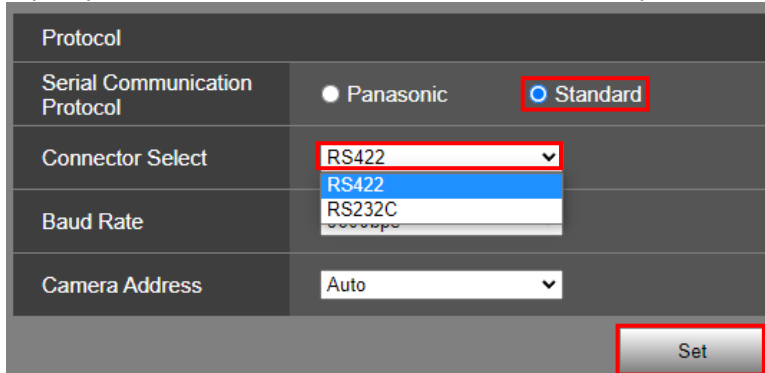 Protocol
Serial Communication
Protocol
Panasonic
Standard
Connector Select
RS422
RS422
RS232C
Baud Rate
Camera Address
Auto
Set